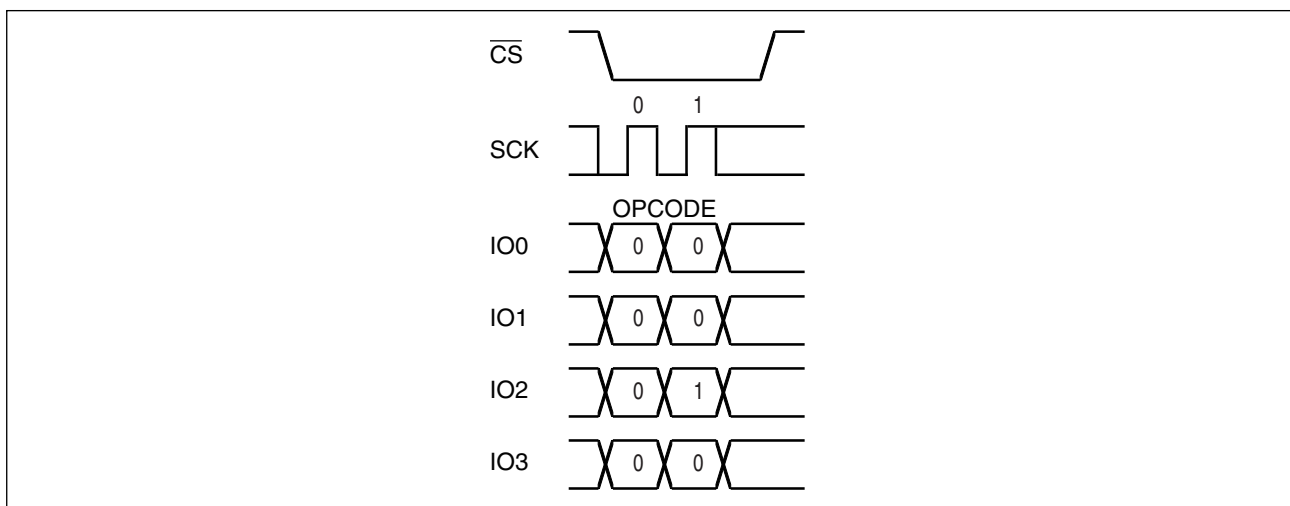 CS
0 1
SCK
OPCODE
IO0 0 0
IO1 0 0
IO2 0 1
IO3 0 0